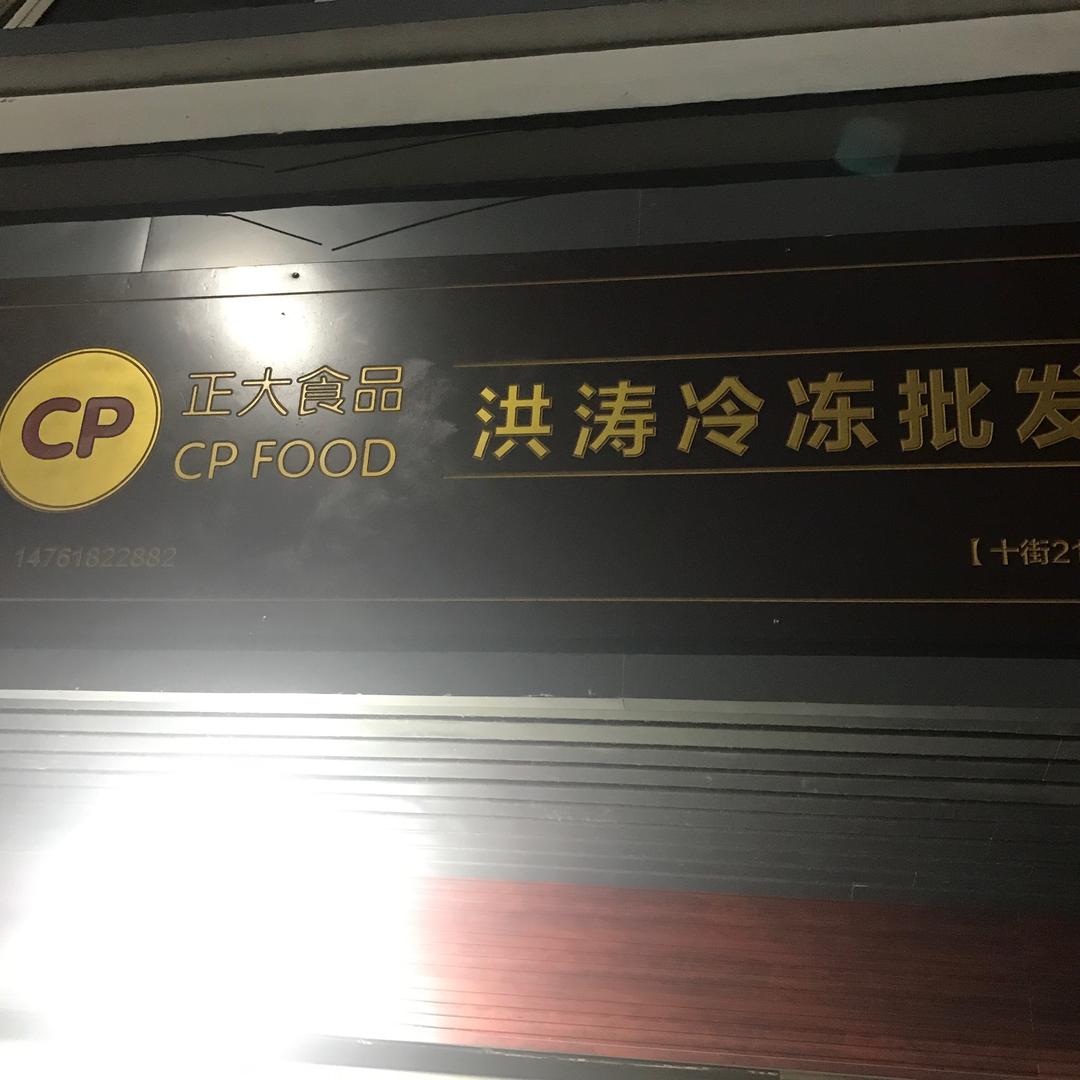 CP
正大食品
CP FOOD
洪涛冷冻批发
14761822882
【十街2